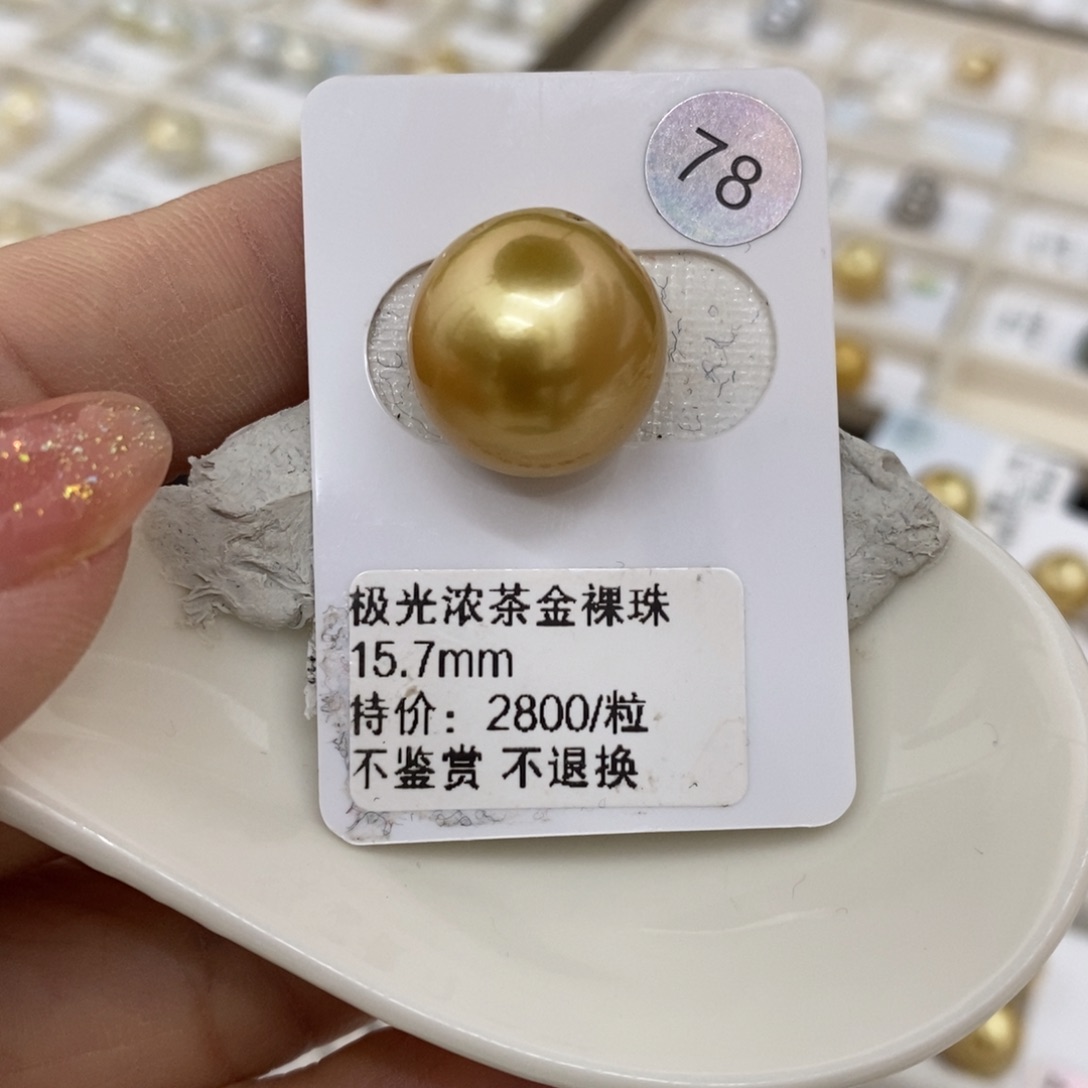 78
极光浓茶金裸珠
15.7mm
特价：2800/粒
不鉴赏 不退换